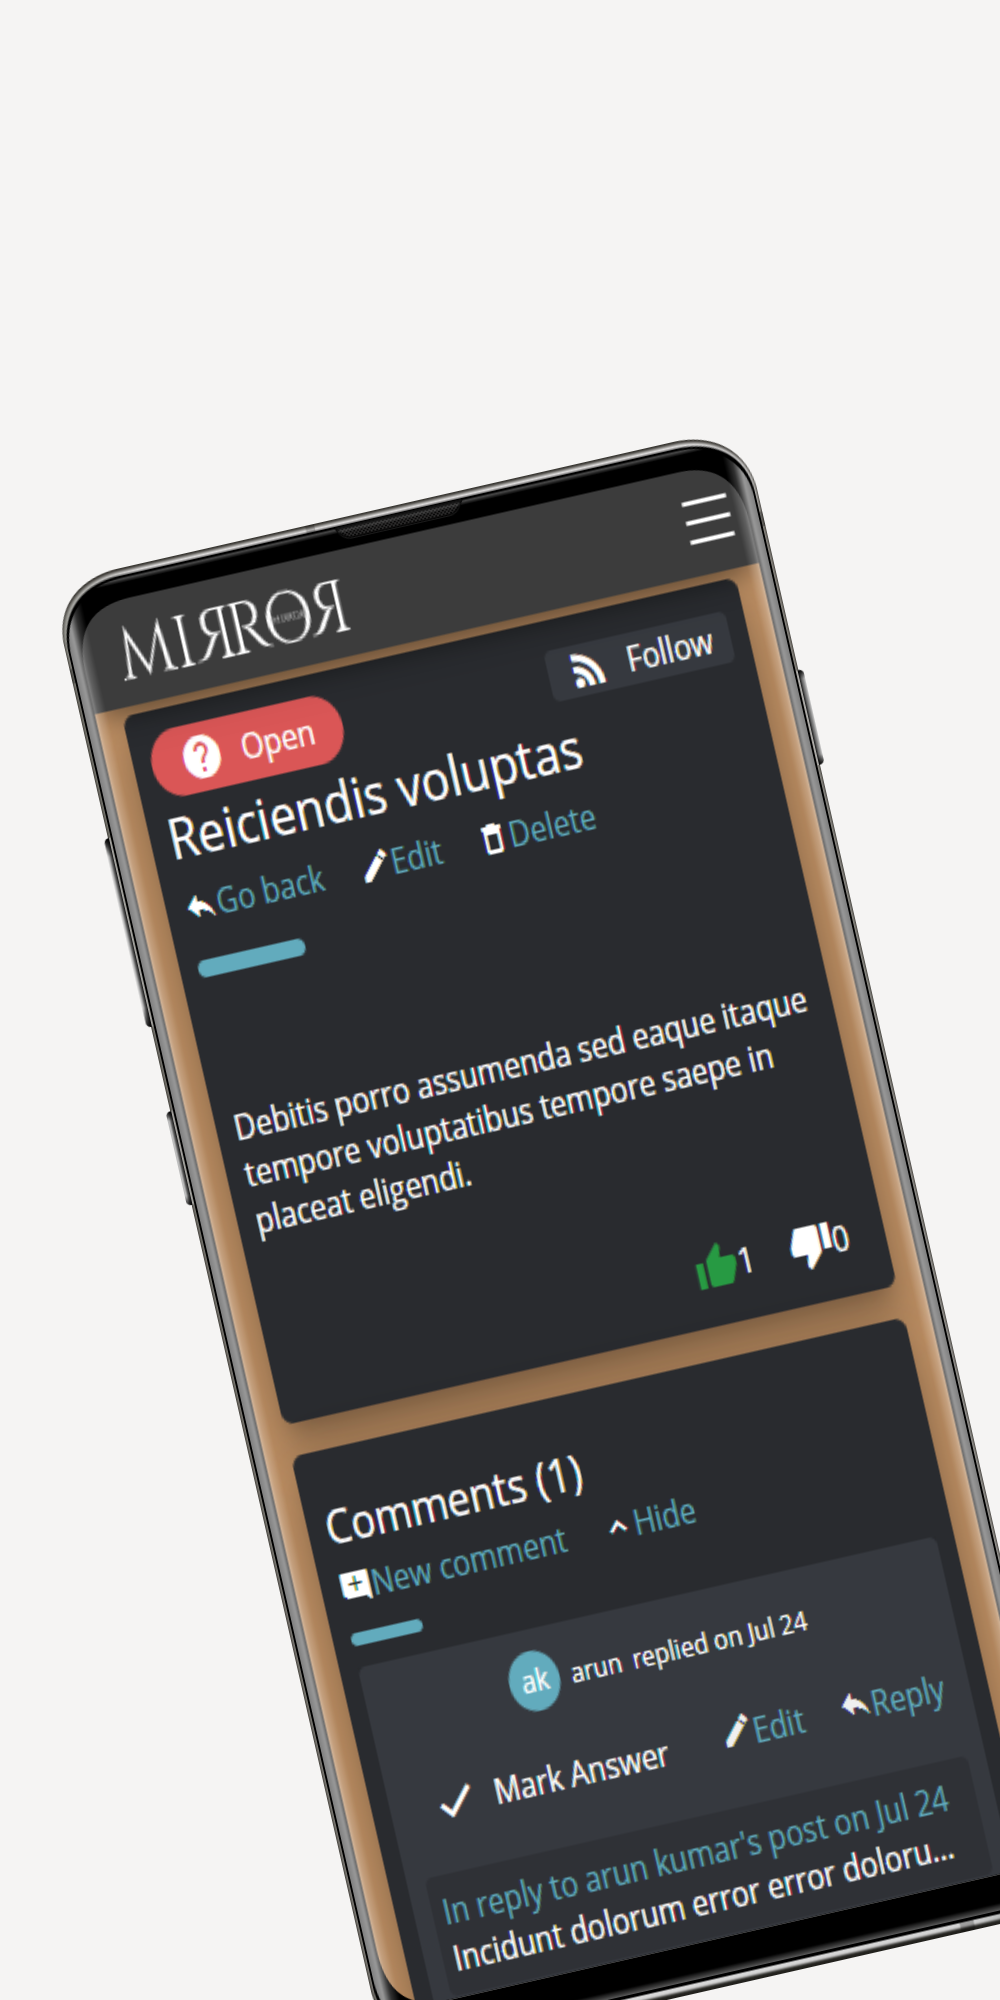 MIЯROЯ
Follow
Open
Reiciendis voluptas
Go back Edit Delete
Debitis porro assumenda sed eaque itaque
tempore voluptatibus tempore saepe in
placeat eligendi.
1 0
Comments (1)
New comment Hide
ak arun replied on Jul 24
Mark Answer Edit Reply
In reply to arun kumar's post on Jul 24
Incidunt dolorum error error doloru...